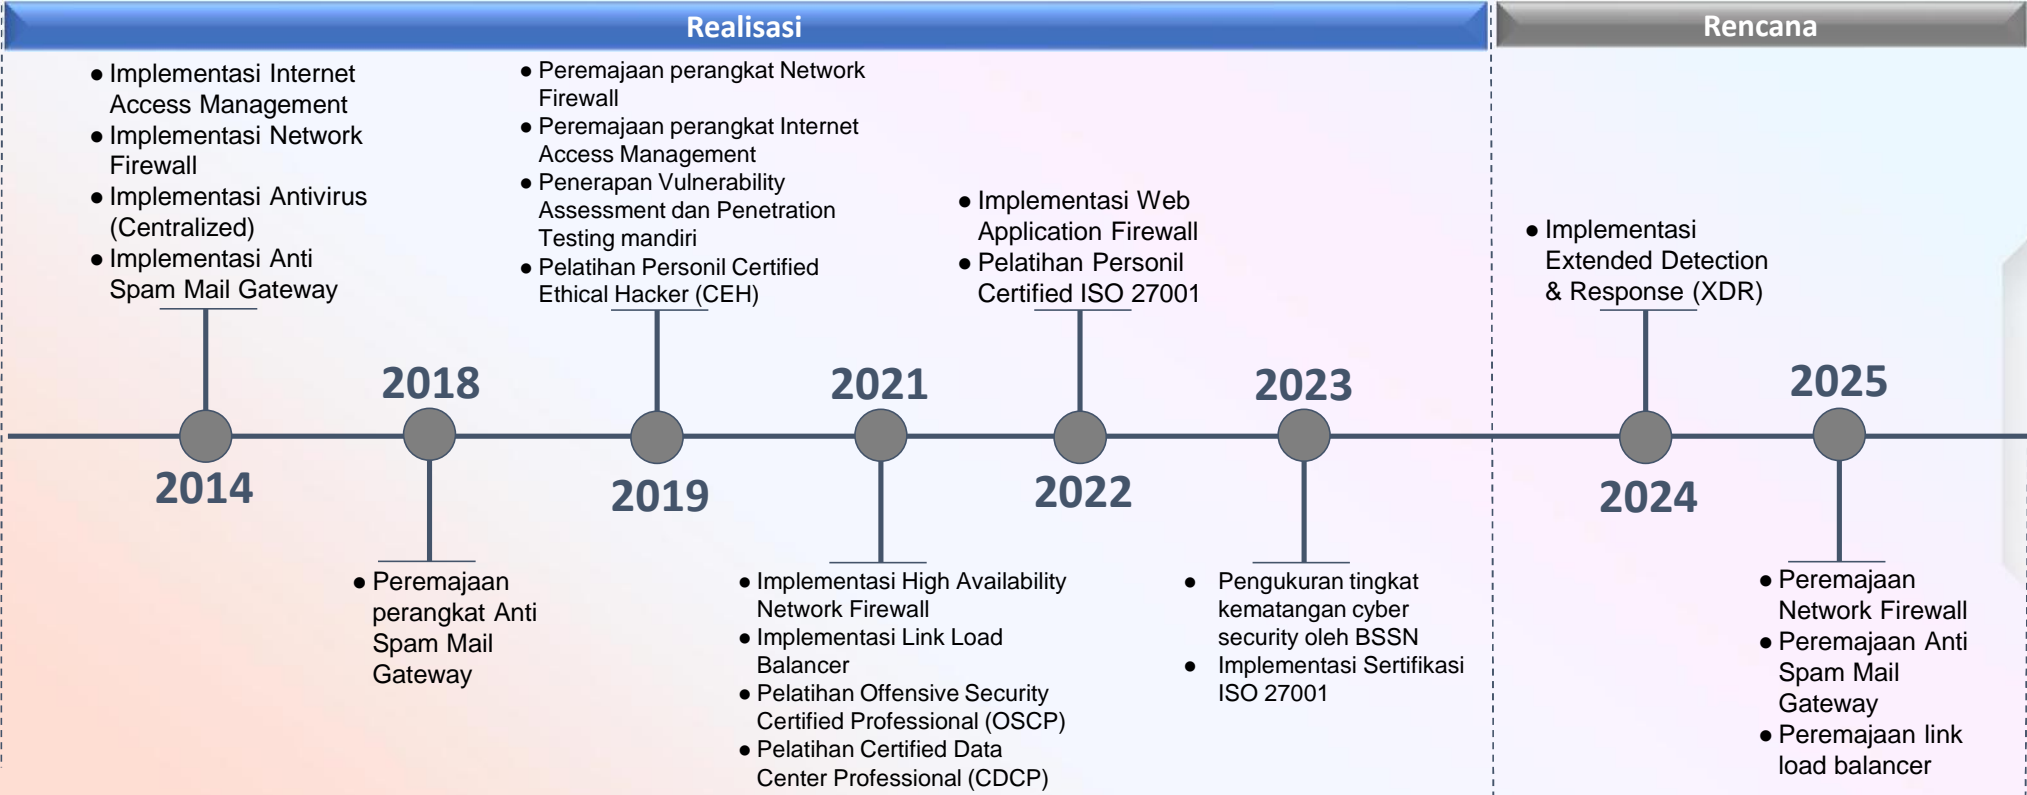 Realisasi
Rencana
● Implementasi Internet
Access Management
● Implementasi Network
Firewall
● Implementasi Antivirus
(Centralized)
● Implementasi Anti
Spam Mail Gateway
2014
2018
● Peremajaan
perangkat Anti
Spam Mail
Gateway
● Peremajaan perangkat Network
Firewall
● Peremajaan perangkat Internet
Access Management
● Penerapan Vulnerability
Assessment dan Penetration
Testing mandiri
● Pelatihan Personil Certified
Ethical Hacker (CEH)
2019
2021
● Implementasi High Availability
Network Firewall
● Implementasi Link Load
Balancer
● Pelatihan Offensive Security
Certified Professional (OSCP)
● Pelatihan Certified Data
Center Professional (CDCP)
● Implementasi Web
Application Firewall
● Pelatihan Personil
Certified ISO 27001
2022
2023
● Pengukuran tingkat
kematangan cyber
security oleh BSSN
● Implementasi Sertifikasi
ISO 27001
● Implementasi
Extended Detection
& Response (XDR)
2024
2025
● Peremajaan
Network Firewall
● Peremajaan Anti
Spam Mail
Gateway
● Peremajaan link
load balancer